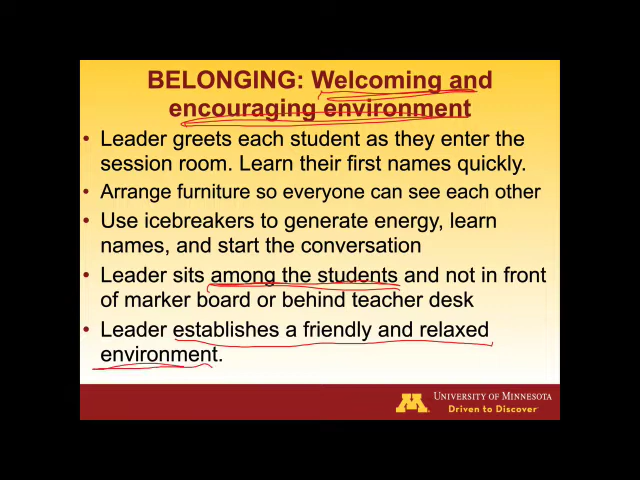 BELONGING: Welcoming and
encouraging environment
• Leader greets each student as they enter the
session room. Learn their first names quickly.
• Arrange furniture so everyone can see each other
• Use icebreakers to generate energy, learn
names, and start the conversation
• Leader sits among the students and not in front
of marker board or behind teacher desk
• Leader establishes a friendly and relaxed
environment.
M UNIVERSITY OF MINNESOTA
Driven to Discover